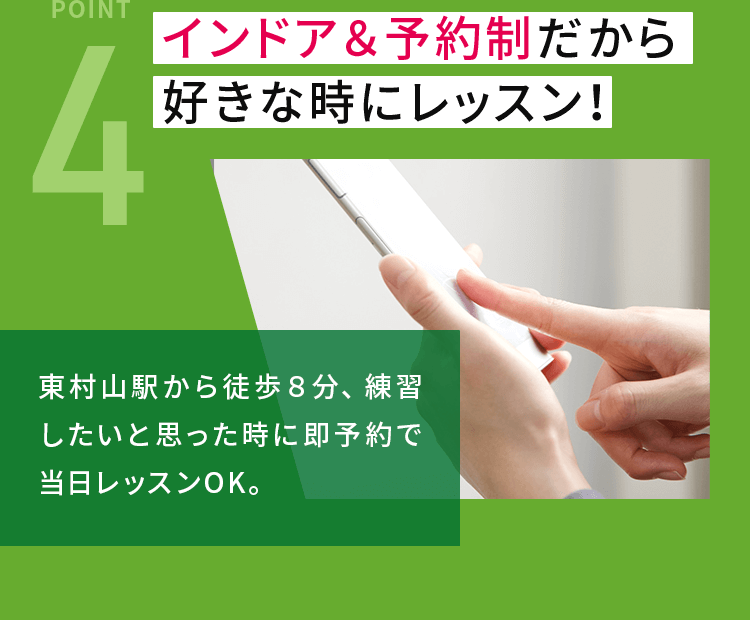 POINT
4
インドア＆予約制だから
好きな時にレッスン！
東村山駅から徒歩８分、練習
したいと思った時に即予約で
当日レッスンOK。